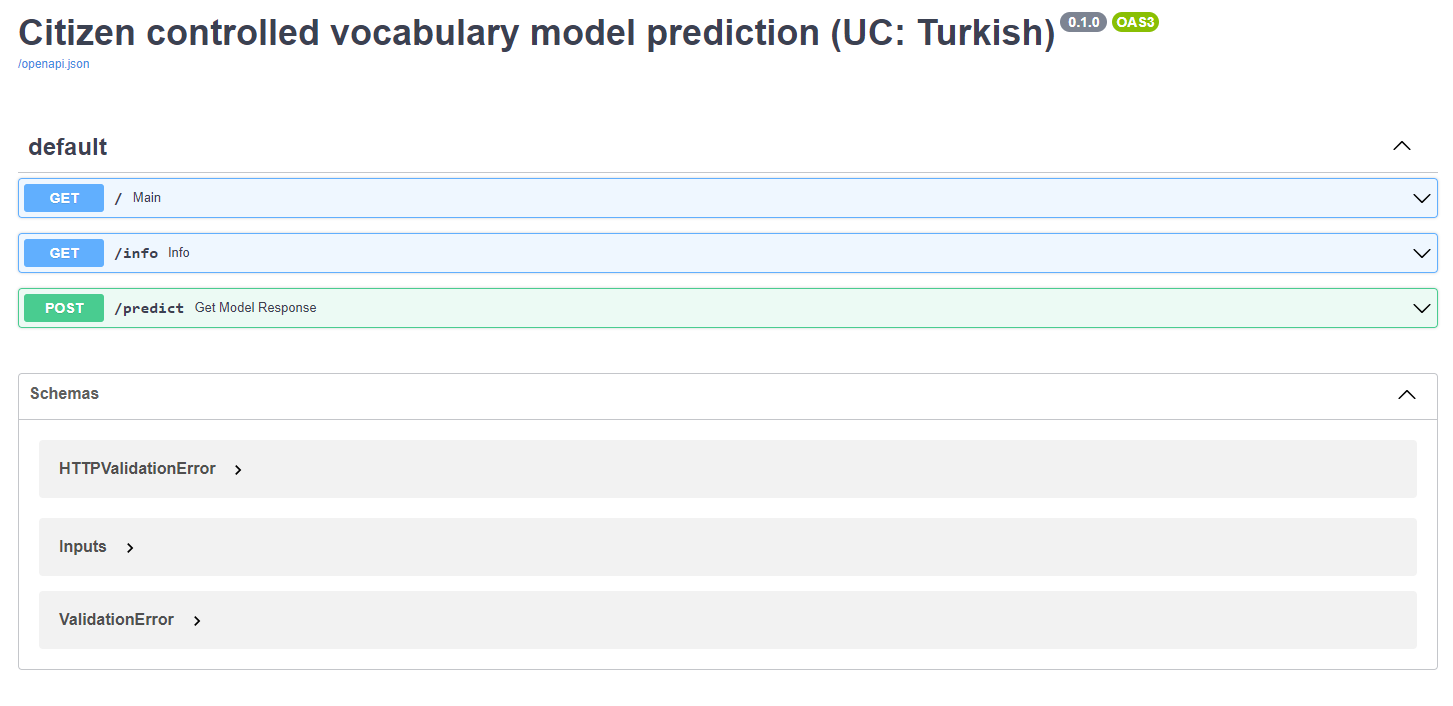 Citizen controlled vocabulary model prediction (UC: Turkish) 0.1.0 OAS3
/openapi.json
default
GET / Main
GET /info Info
POST /predict Get Model Response
Schemas
HTTPValidationError
Inputs
ValidationError